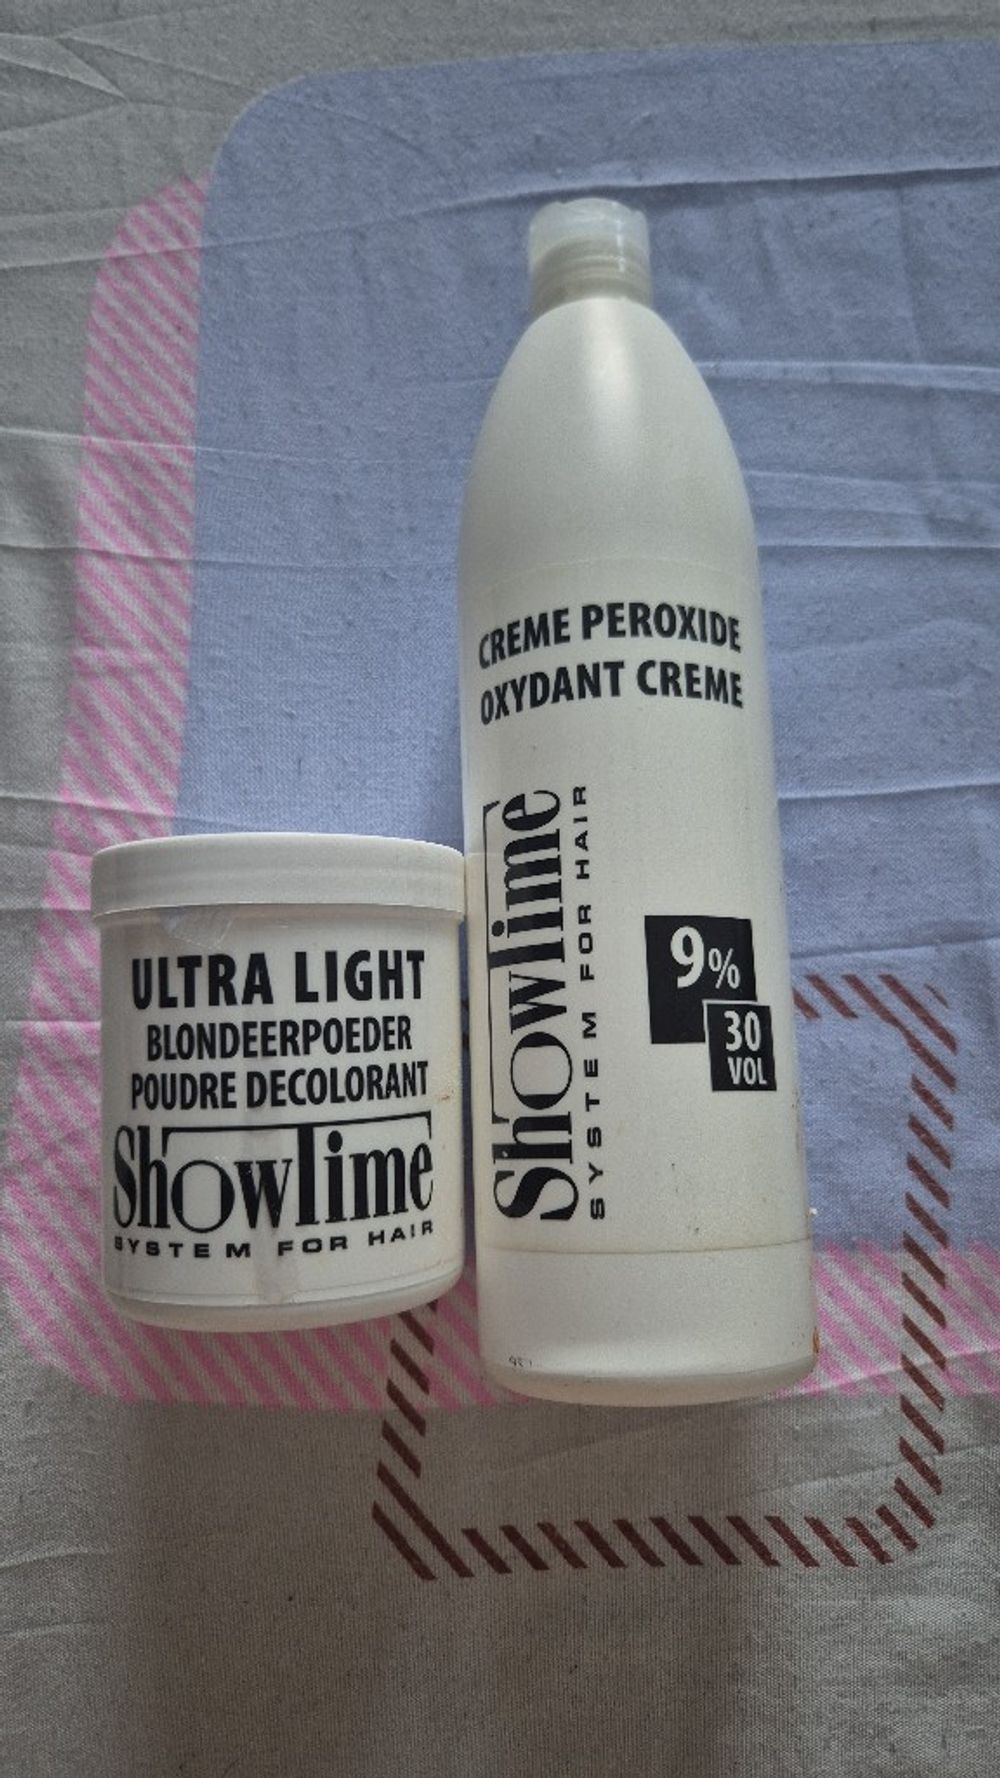 CREME PEROXIDE
OXYDANT CREME
ShowTime
SYSTEM FOR HAIR
9%
30
VOL
ULTRA LIGHT
BLONDEERPOEDER
POUDRE DECOLORANT
ShowTime
SYSTEM FOR HAIR